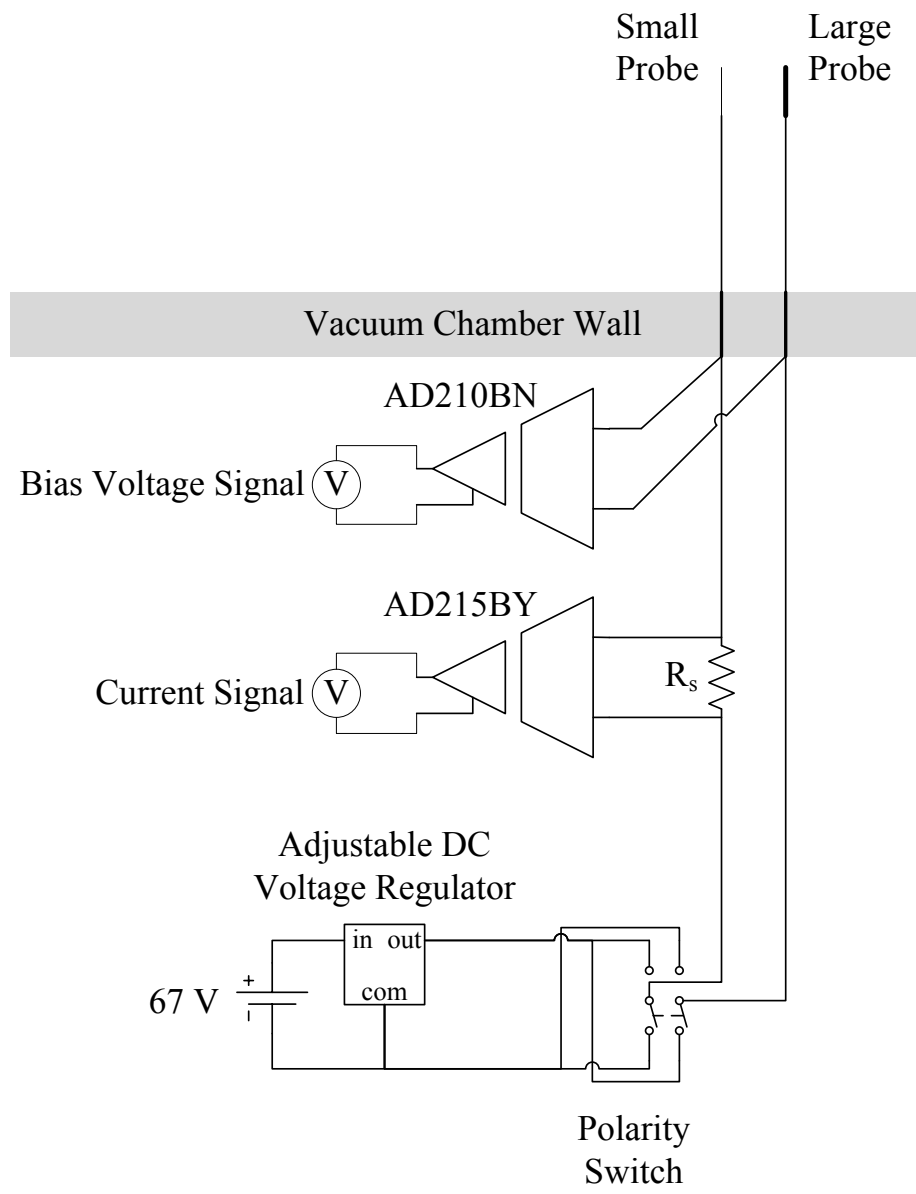 Small Large
Probe Probe
Vacuum Chamber Wall
AD210BN
Bias Voltage Signal V
AD215BY
Current Signal V
Rs
Adjustable DC
Voltage Regulator
in out
com
67 V
+
-
Polarity
Switch